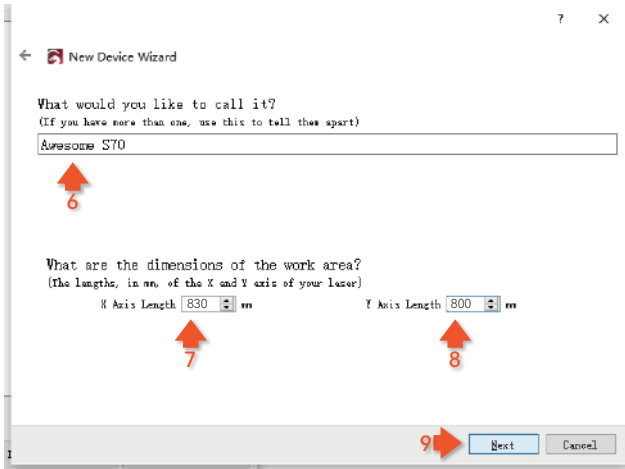 ? ×
← New Device Wizard
What would you like to call it?
(If you have more than one, use this to tell them apart)
Awesome S70
6
What are the dimensions of the work area?
(The lengths, in mm, of the X and Y axis of your laser)
X Axis Length 830 mm Y Axis Length 800 mm
7 8
9 Next Cancel